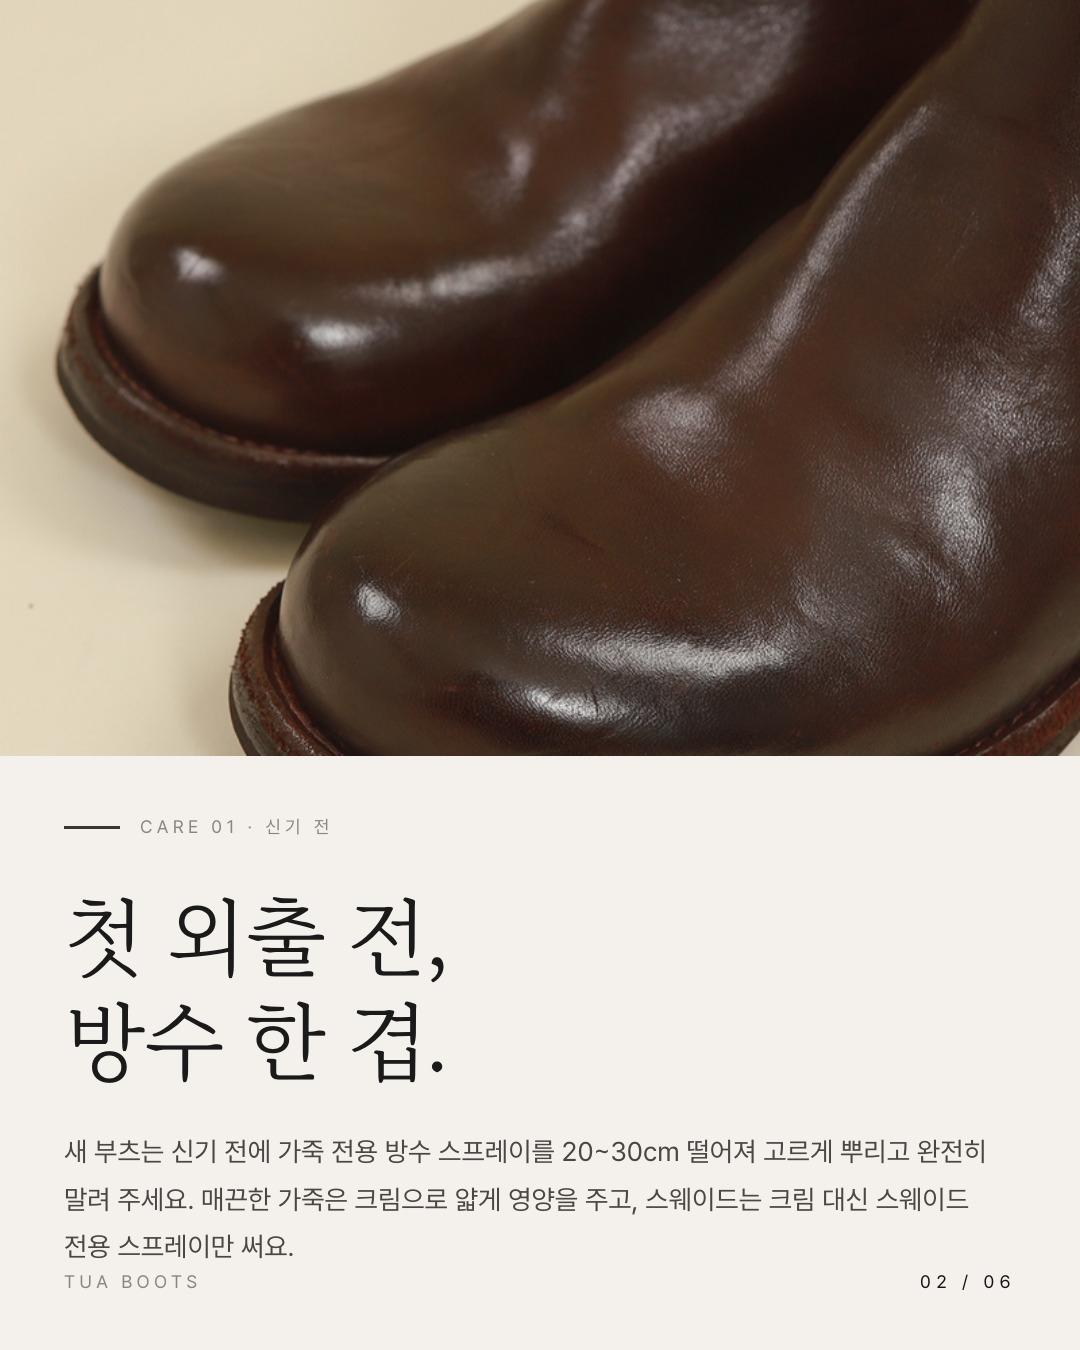 CARE 01 · 신기 전
첫 외출 전,
방수 한 겹.
새 부츠는 신기 전에 가죽 전용 방수 스프레이를 20~30cm 떨어져 고르게 뿌리고 완전히
말려 주세요. 매끈한 가죽은 크림으로 얇게 영양을 주고, 스웨이드는 크림 대신 스웨이드
전용 스프레이만 써요.
TUA BOOTS
02 / 06